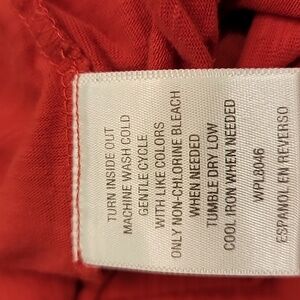 TURN INSIDE OUT
MACHINE WASH COLD
GENTLE CYCLE
WITH LIKE COLORS
ONLY NON-CHLORINE BLEACH
WHEN NEEDED
TUMBLE DRY LOW
COOL IRON WHEN NEEDED
WPL8046
ESPANOL EN REVERSO